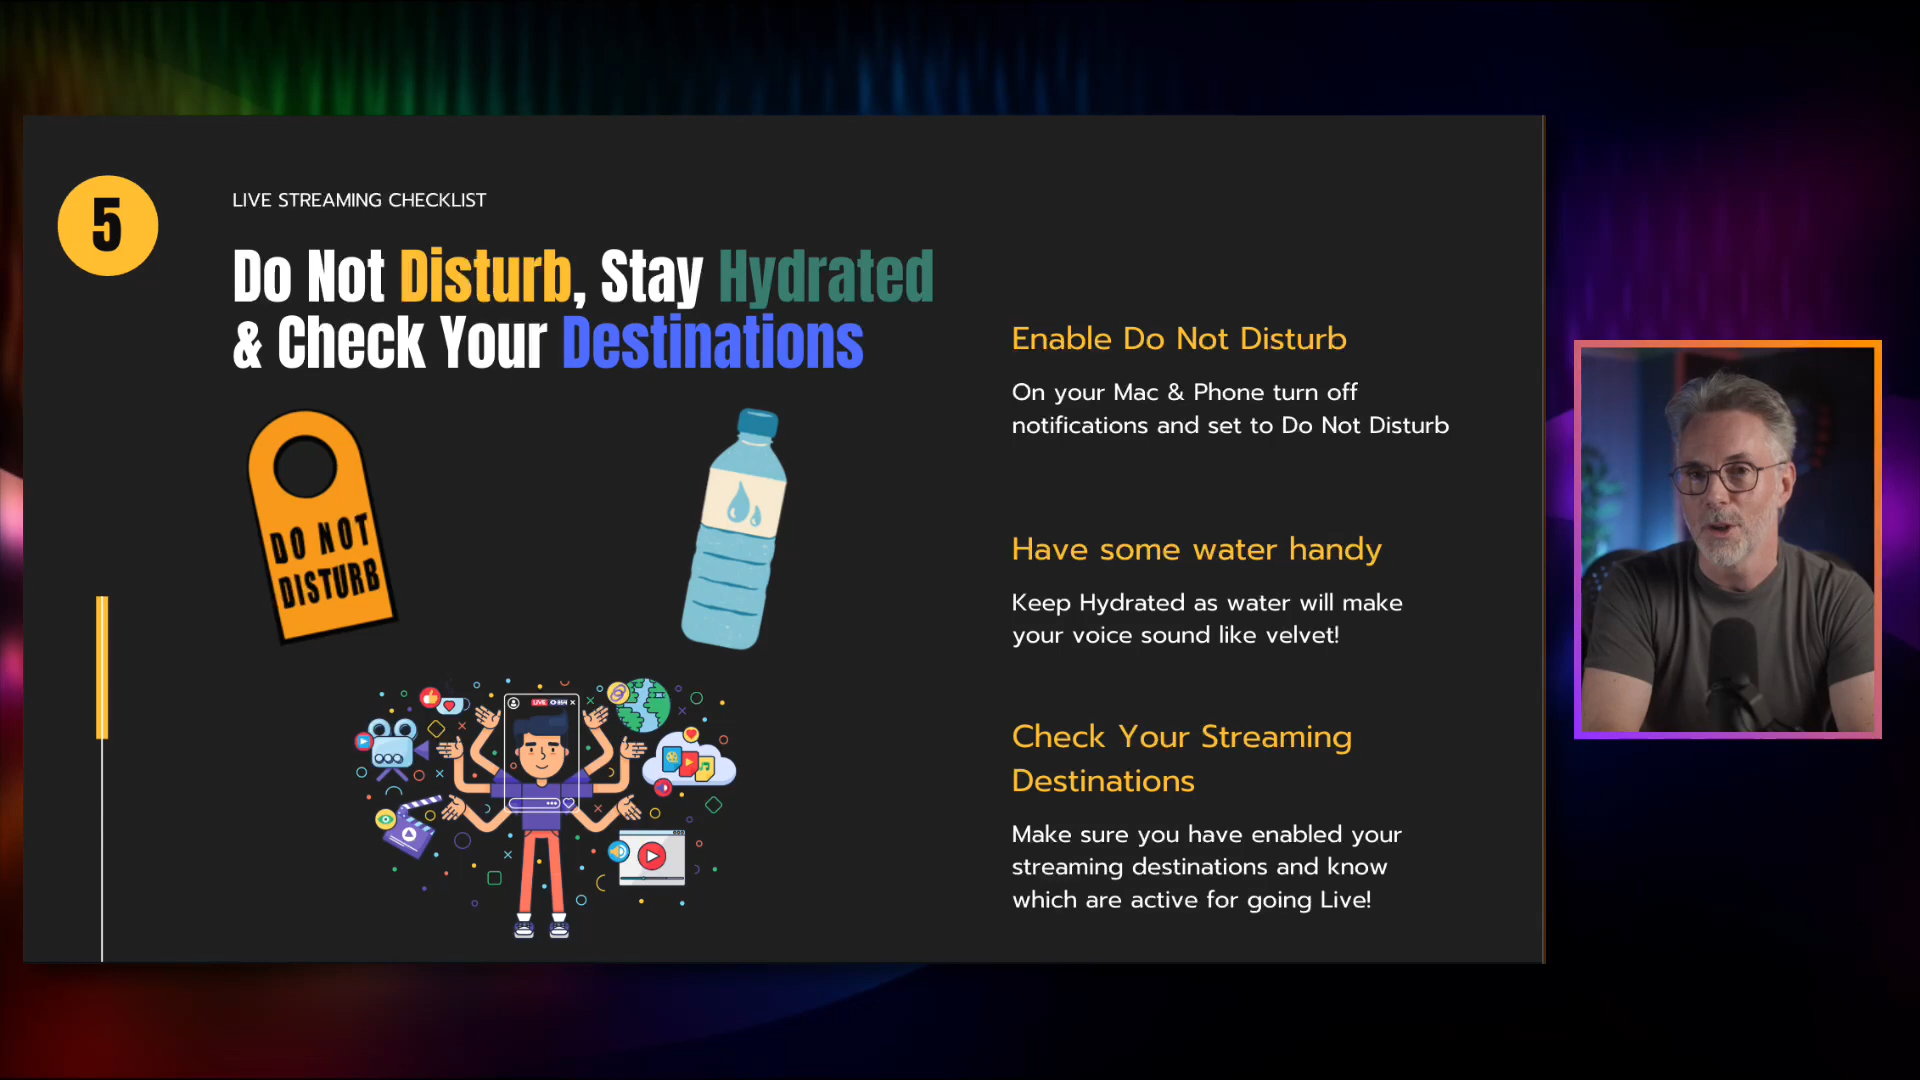 5
LIVE STREAMING CHECKLIST
Do Not Disturb, Stay Hydrated
& Check Your Destinations
DO NOT
DISTURB
LIVE
Enable Do Not Disturb
On your Mac & Phone turn off
notifications and set to Do Not Disturb
Have some water handy
Keep Hydrated as water will make
your voice sound like velvet!
Check Your Streaming
Destinations
Make sure you have enabled your
streaming destinations and know
which are active for going Live!